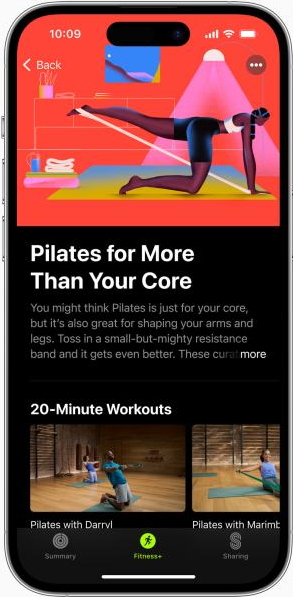 10:09
Back
Pilates for More
Than Your Core
You might think Pilates is just for your core,
but it's also great for shaping your arms and
legs. Toss in a small-but-mighty resistance
band and it gets even better. These cura more
20-Minute Workouts
Pilates with Darryl
Pilates with Marimb
Summary
Fitness+
Sharing